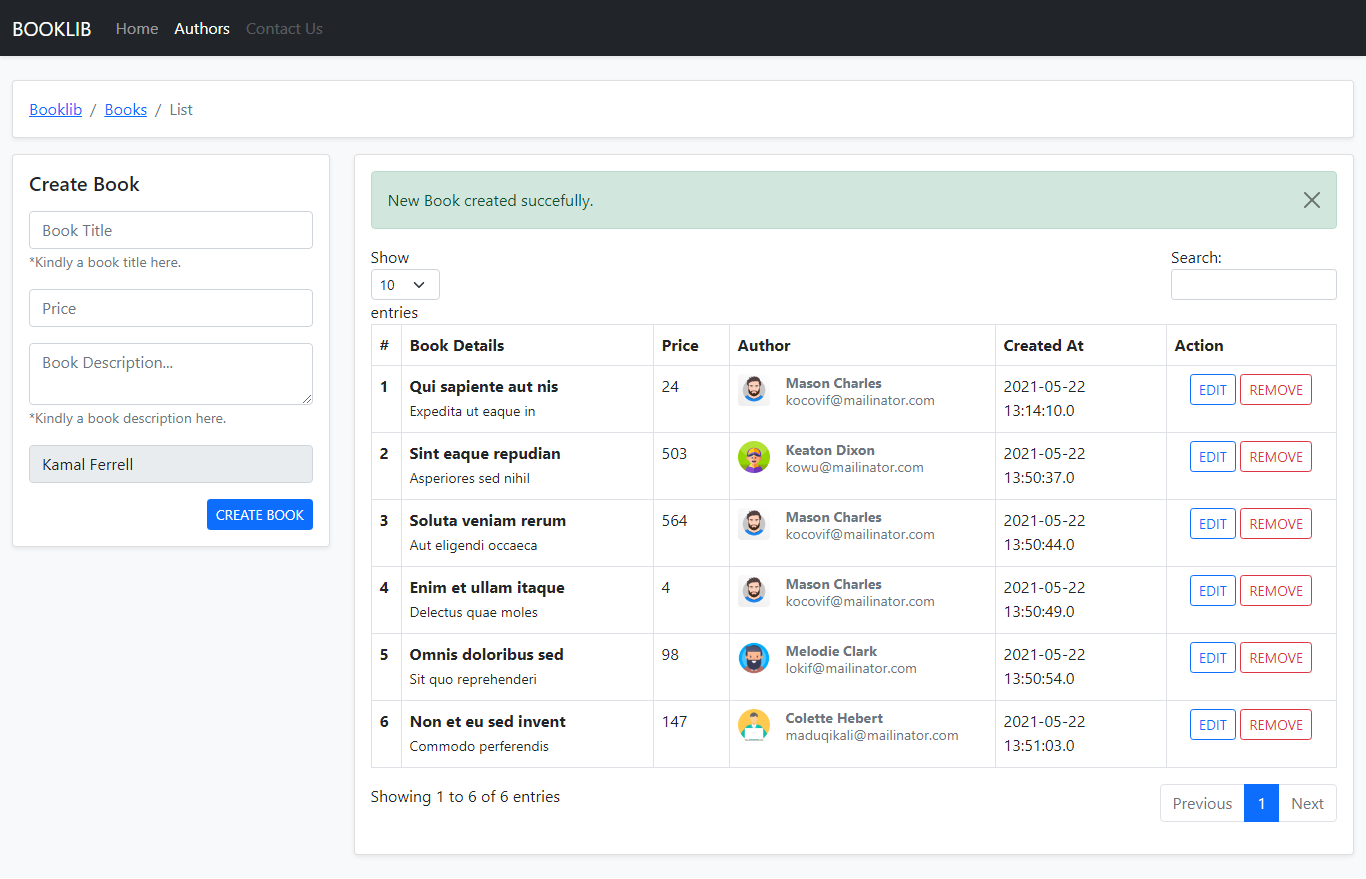 BOOKLIB Home Authors Contact Us
Booklib / Books / List
Create Book
Book Title
*Kindly a book title here.
Price
Book Description...
*Kindly a book description here.
Kamal Ferrell
CREATE BOOK
New Book created succefully.
Show
10
entries
Search:
# Book Details Price Author Created At Action
1 Qui sapiente aut nis 24 Mason Charles 2021-05-22 EDIT REMOVE
Expedita ut eaque in kocovif@mailinator.com 13:14:10.0
2 Sint eaque repudian 503 Keaton Dixon 2021-05-22 EDIT REMOVE
Asperiores sed nihil kowu@mailinator.com 13:50:37.0
3 Soluta veniam rerum 564 Mason Charles 2021-05-22 EDIT REMOVE
Aut eligendi occaeca kocovif@mailinator.com 13:50:44.0
4 Enim et ullam itaque 4 Mason Charles 2021-05-22 EDIT REMOVE
Delectus quae moles kocovif@mailinator.com 13:50:49.0
5 Omnis doloribus sed 98 Melodie Clark 2021-05-22 EDIT REMOVE
Sit quo reprehenderi lokif@mailinator.com 13:50:54.0
6 Non et eu sed invent 147 Colette Hebert 2021-05-22 EDIT REMOVE
Commodo perferendis maduqikali@mailinator.com 13:51:03.0
Showing 1 to 6 of 6 entries
Previous 1 Next